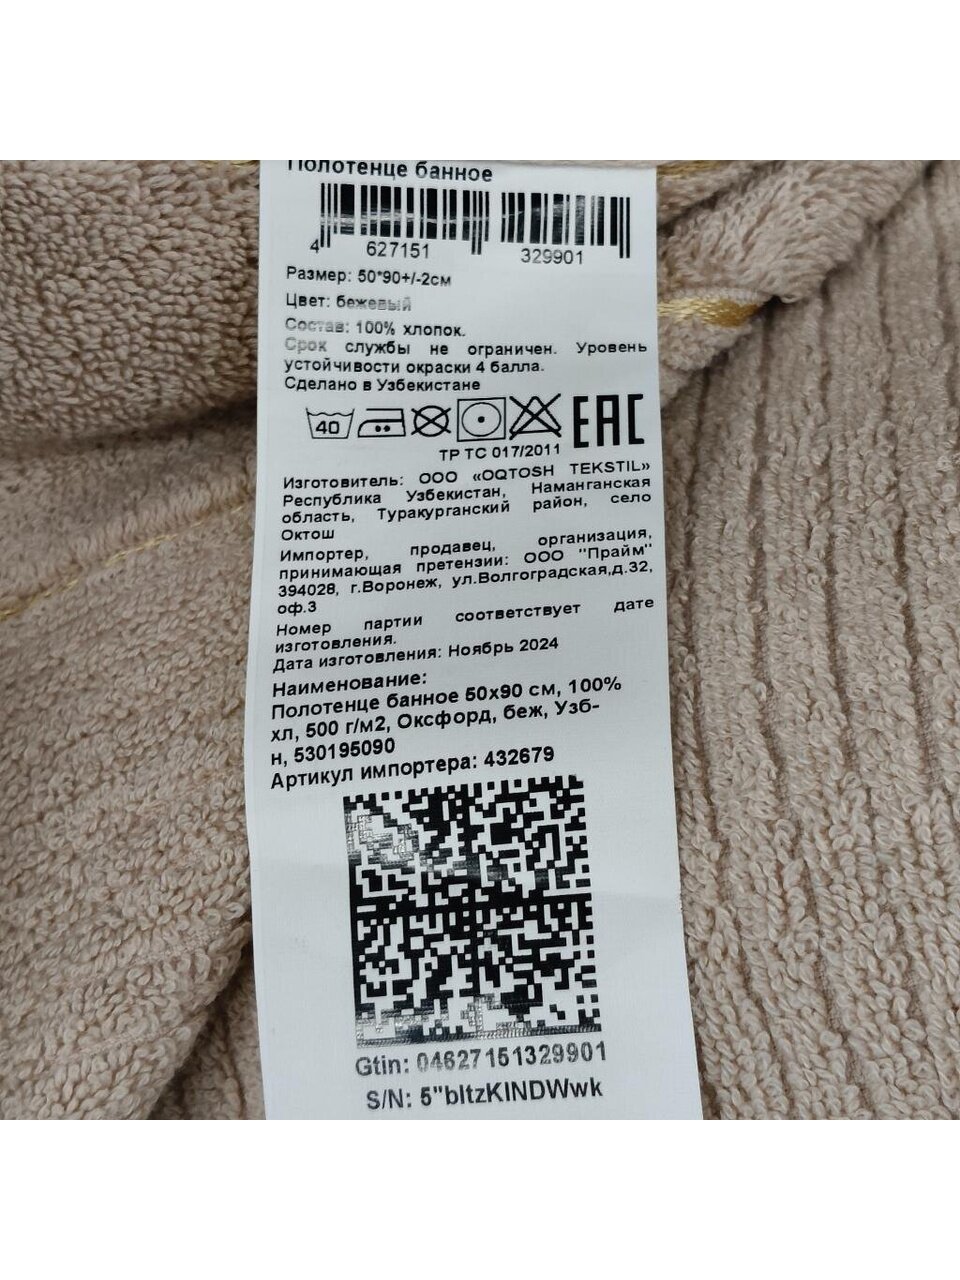 Полотенце банное
4 627151 329901
Размер: 50*90+/-2см
Цвет: бежевый
Состав: 100% хлопок.
Срок службы не ограничен. Уровень
устойчивости окраски 4 балла.
Сделано в Узбекистане
40
EAC
ТР ТС 017/2011
Изготовитель: ООО «OQTOSH TEKSTIL»
Республика Узбекистан, Наманганская
область, Туракурганский район, село
Октош
Импортер, продавец, организация,
принимающая претензии: ООО "Прайм"
394028, г.Воронеж, ул.Волгоградская,д.32,
оф.3
Номер партии соответствует дате
изготовления.
Дата изготовления: Ноябрь 2024
Наименование:
Полотенце банное 50х90 см, 100%
хл, 500 г/м2, Оксфорд, беж, Узб-
н, 530195090
Артикул импортера: 432679
Gtin: 04627151329901
S/N: 5"bItzKINDWwk